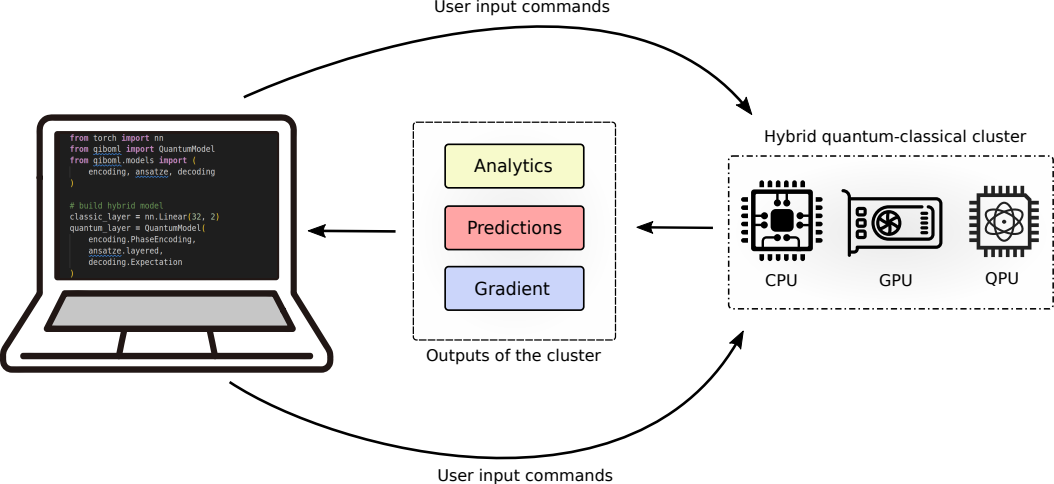 User input commands
from torch import nn
from giboml import QuantumModel
from giboml.models import (
encoding, ansatze, decoding
)
# build hybrid model
classic_layer = nn.Linear(32, 2)
quantum_layer = QuantumModel(
encoding.PhaseEncoding,
ansatze.layered,
decoding.Expectation
)
Analytics
Predictions
Gradient
Outputs of the cluster
Hybrid quantum-classical cluster
CPU
GPU
QPU
User input commands